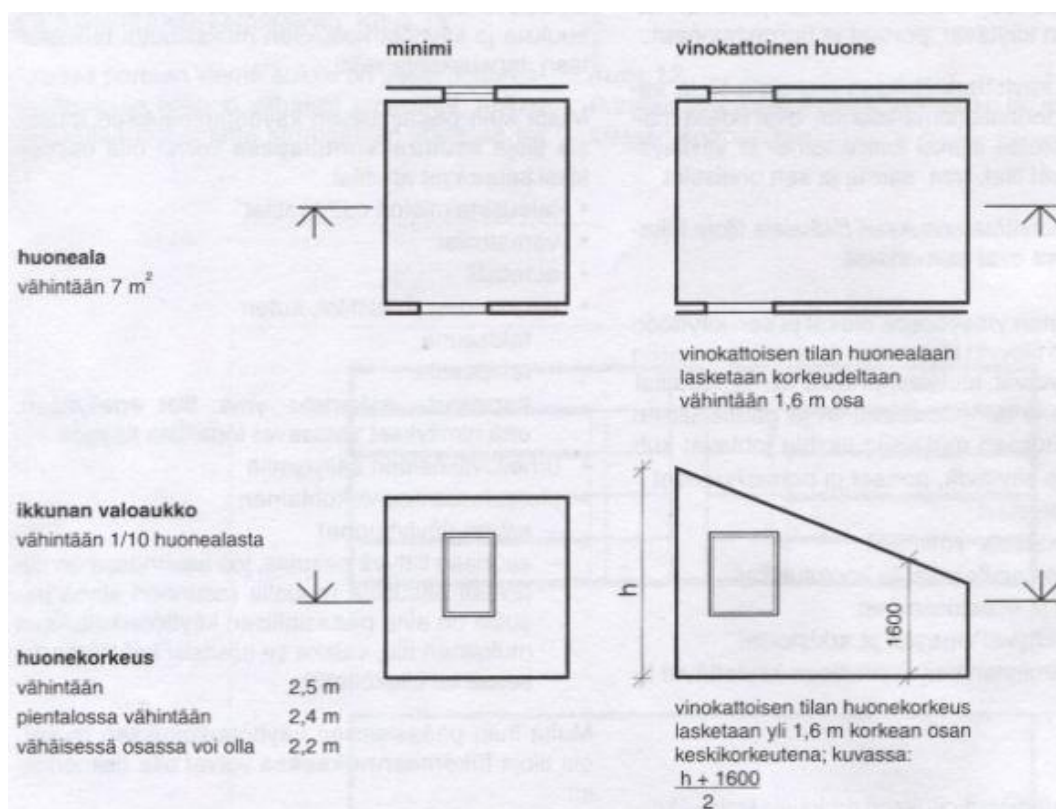 minimi
vinokattoinen huone
huoneala
vähintään 7 m²
vinokattoisen tilan huonealaan
lasketaan korkeudeltaan
vähintään 1,6 m osa
ikkunan valoaukko
vähintään 1/10 huonealasta
h
1600
huonekorkeus
vähintään 2,5 m
pientalossa vähintään 2,4 m
vähäisessä osassa voi olla 2,2 m
vinokattoisen tilan huonekorkeus
lasketaan yli 1,6 m korkean osan
keskikorkeutena; kuvassa:
h + 1600
2